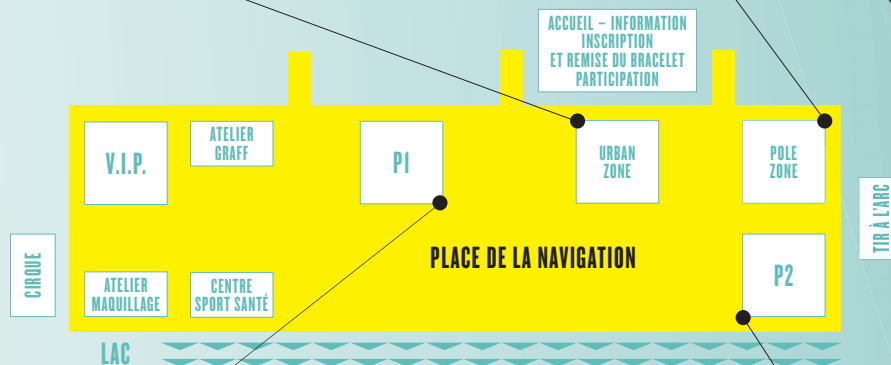 ACCUEIL – INFORMATION
INSCRIPTION
ET REMISE DU BRACELET
PARTICIPATION
V.I.P.
ATELIER
GRAFF
P1
URBAN
ZONE
POLE
ZONE
TIR À L'ARC
CIRQUE
PLACE DE LA NAVIGATION
P2
ATELIER
MAQUILLAGE
CENTRE
SPORT SANTÉ
LAC